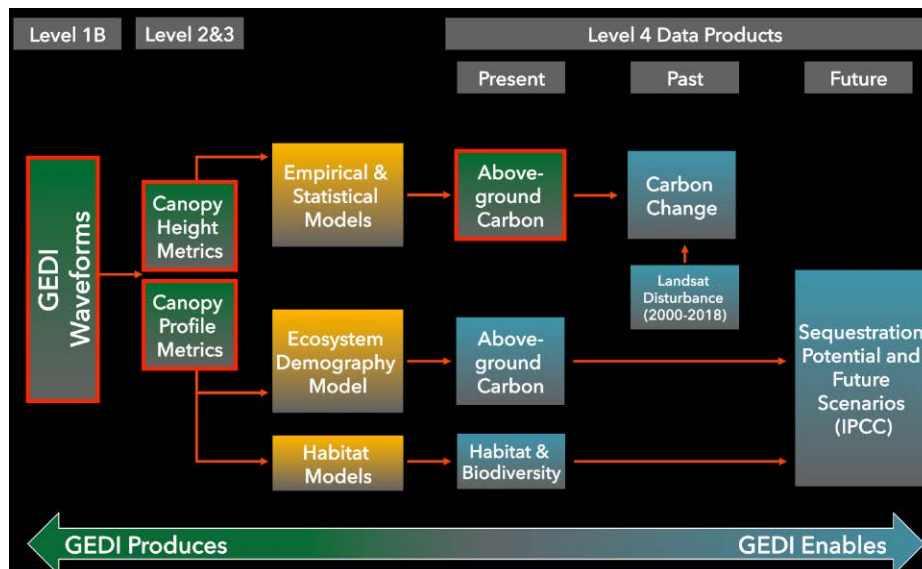 Level 1B
Level 2&3
Level 4 Data Products
Present
Past
Future
GEDI
Waveforms
Canopy
Height
Metrics
Canopy
Profile
Metrics
Empirical &
Statistical
Models
Above-
ground
Carbon
Carbon
Change
Landsat
Disturbance
(2000-2018)
Ecosystem
Demography
Model
Above-
ground
Carbon
Sequestration
Potential and
Future
Scenarios
(IPCC)
Habitat
Models
Habitat &
Biodiversity
GEDI Produces
GEDI Enables